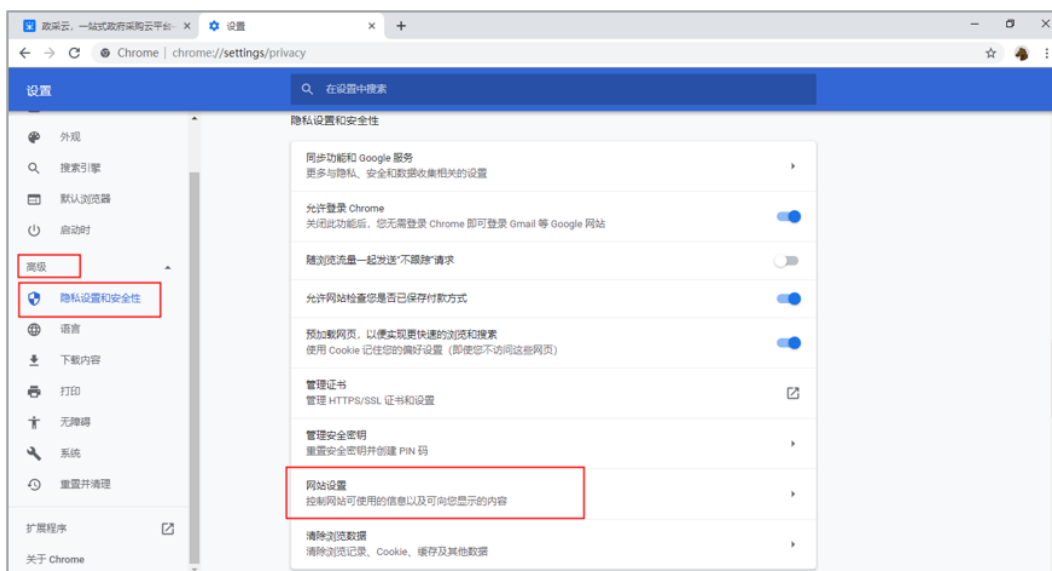 政采云，一站式政府采购云平台-
设置
Chrome | chrome://settings/privacy
设置
在设置中搜索
外观
搜索引擎
默认浏览器
启动时
高级
隐私设置和安全性
语言
下载内容
打印
无障碍
系统
重置并清理
扩展程序
关于 Chrome
隐私设置和安全性
同步功能和 Google 服务
更多与隐私、安全和数据收集相关的设置
允许登录 Chrome
关闭此功能后，您无需登录 Chrome 即可登录 Gmail 等 Google 网站
随浏览流量一起发送“不跟踪”请求
允许网站检查您是否已保存付款方式
预加载网页，以便实现更快速的浏览和搜索
使用 Cookie 记住您的偏好设置（即使您不访问这些网页）
管理证书
管理 HTTPS/SSL 证书和设置
管理安全密钥
重置安全密钥并创建 PIN 码
网站设置
控制网站可使用的信息以及可向您显示的内容
清除浏览数据
清除浏览记录、Cookie、缓存及其他数据